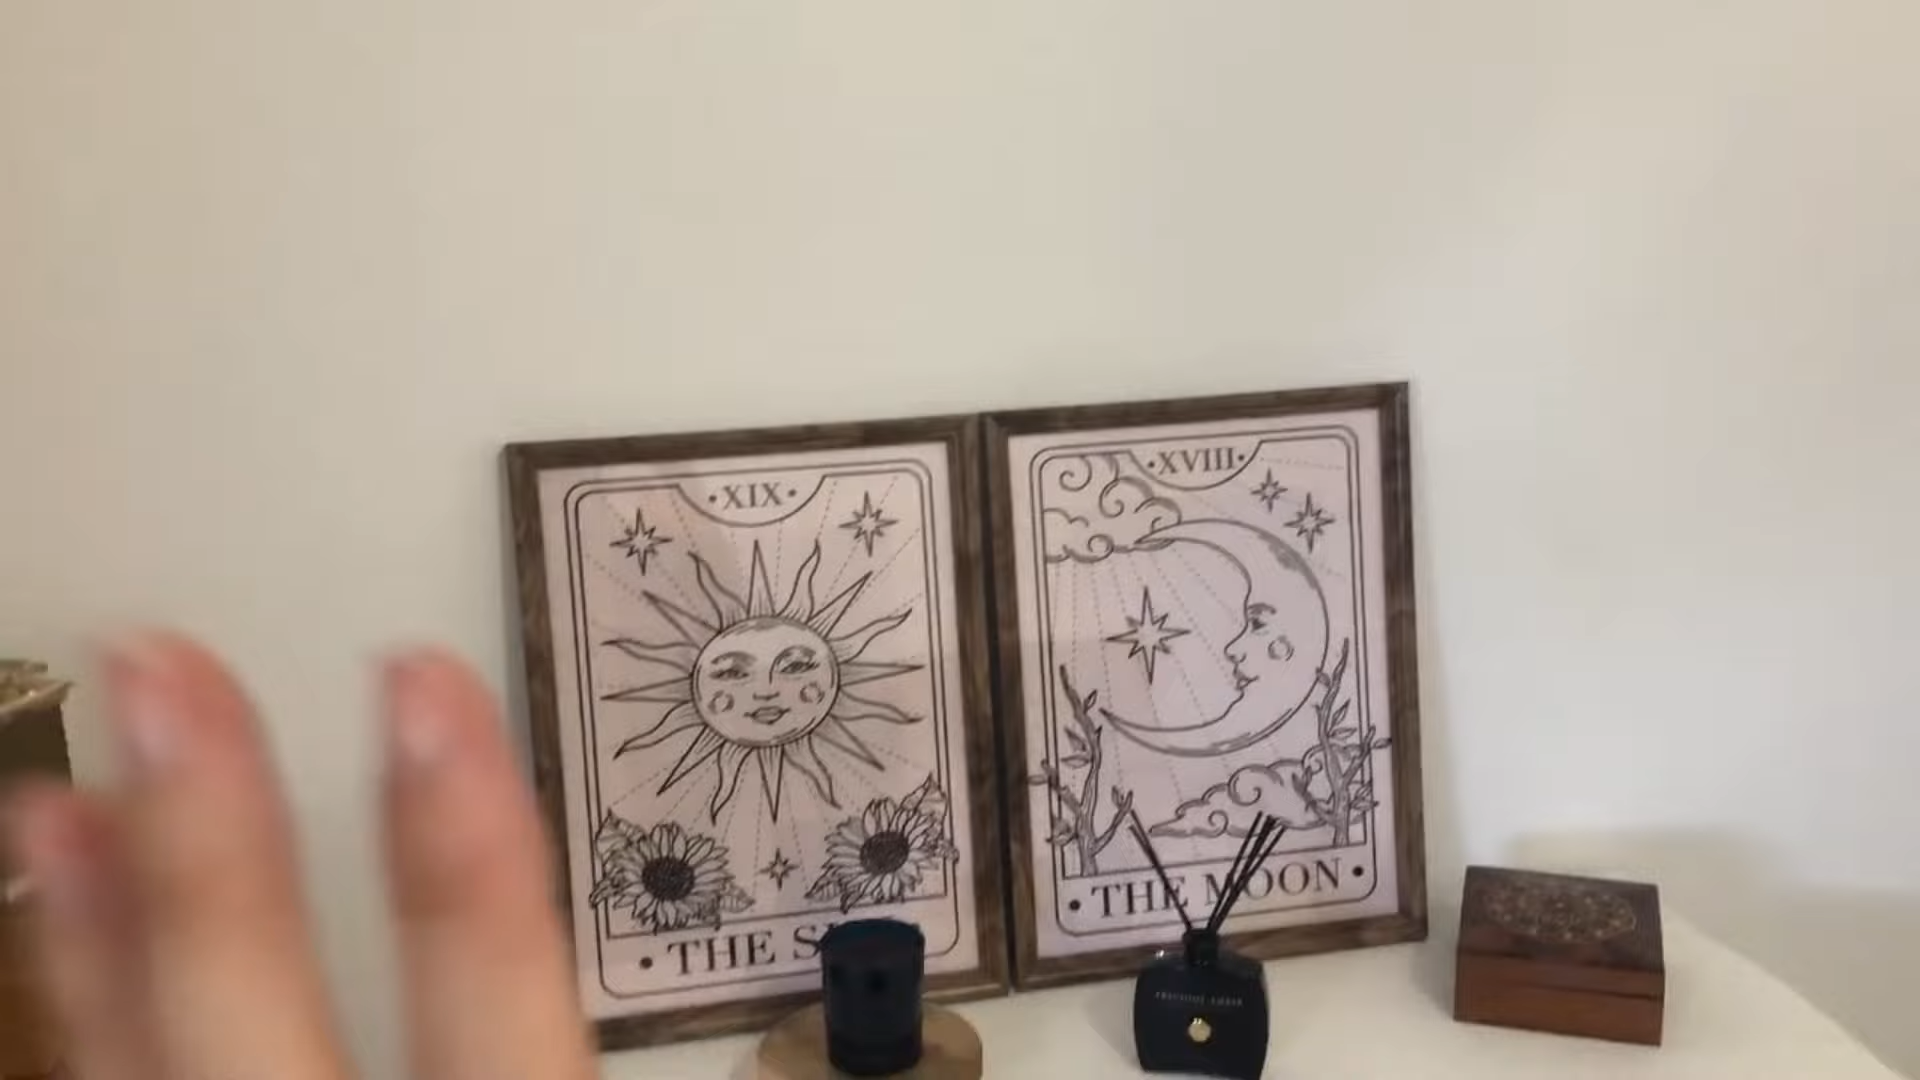 •XIX•
•XVIII•
• THE MOON •
• THE S